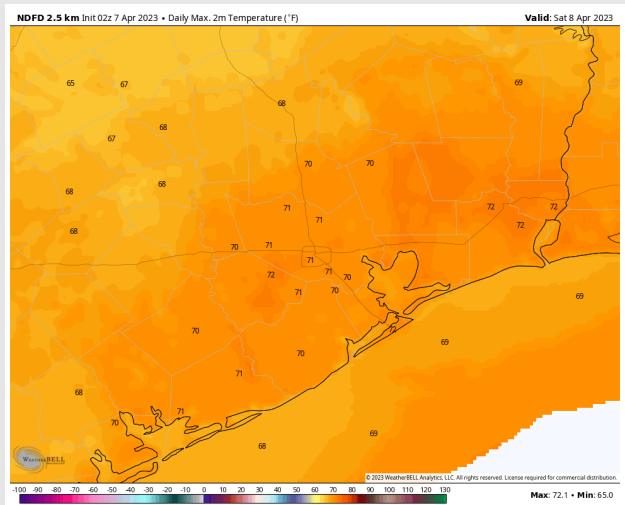 NDFD 2.5 km Init 02z 7 Apr 2023 • Daily Max. 2m Temperature (°F) Valid: Sat 8 Apr 2023
69
65 67
68
68
67
70 70
68
68
71 72 72
71 72
68
70 71
71
72 71 70
71 70 69
70 72
69
70
71
68
71
70
69
68
WeatherBELL
© 2023 WeatherBELL Analytics, LLC. All rights reserved. License required for commercial distribution.
-100 -90 -80 -70 -60 -50 -40 -30 -20 -10 0 10 20 30 40 50 60 70 80 90 100 110 120 130
Max: 72.1 • Min: 65.0